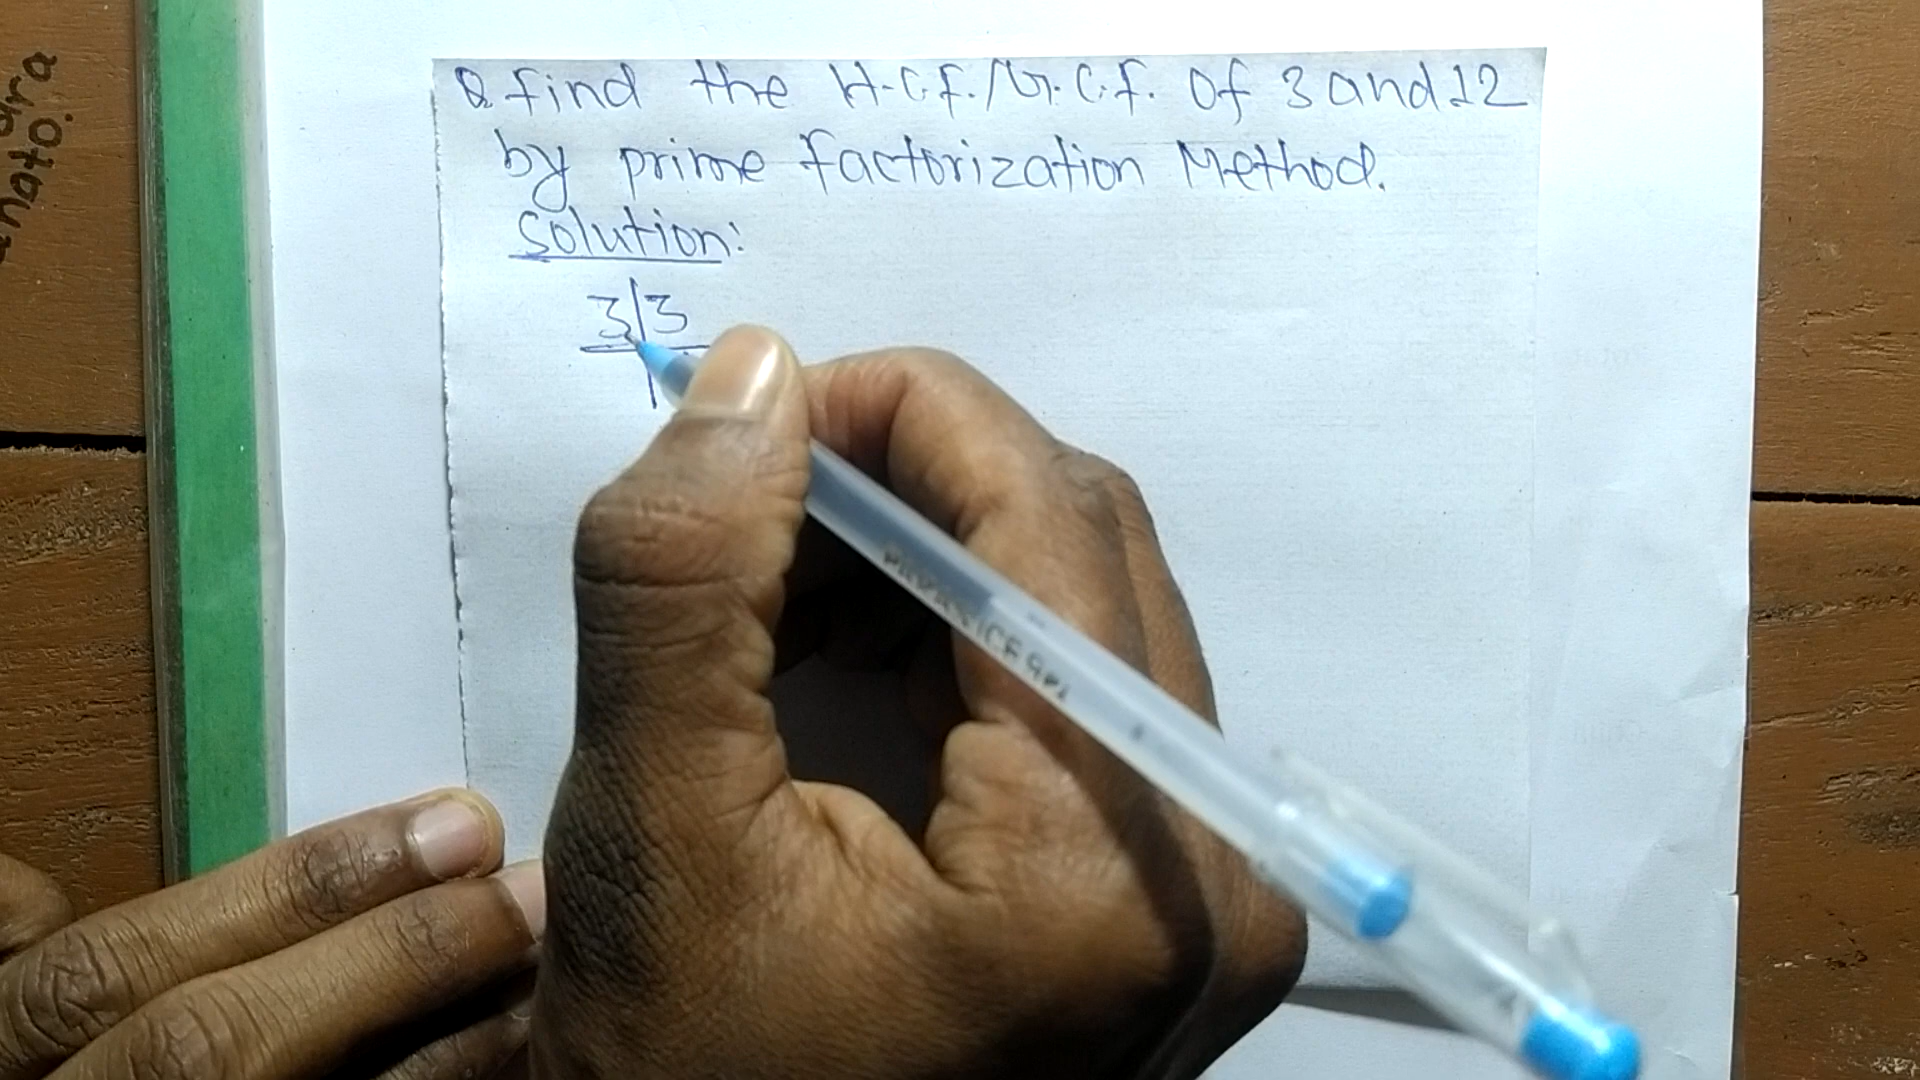 Q Find the H.C.F./G.C.F. of 3 and 12
by prime factorization Method.
Solution:
3|3